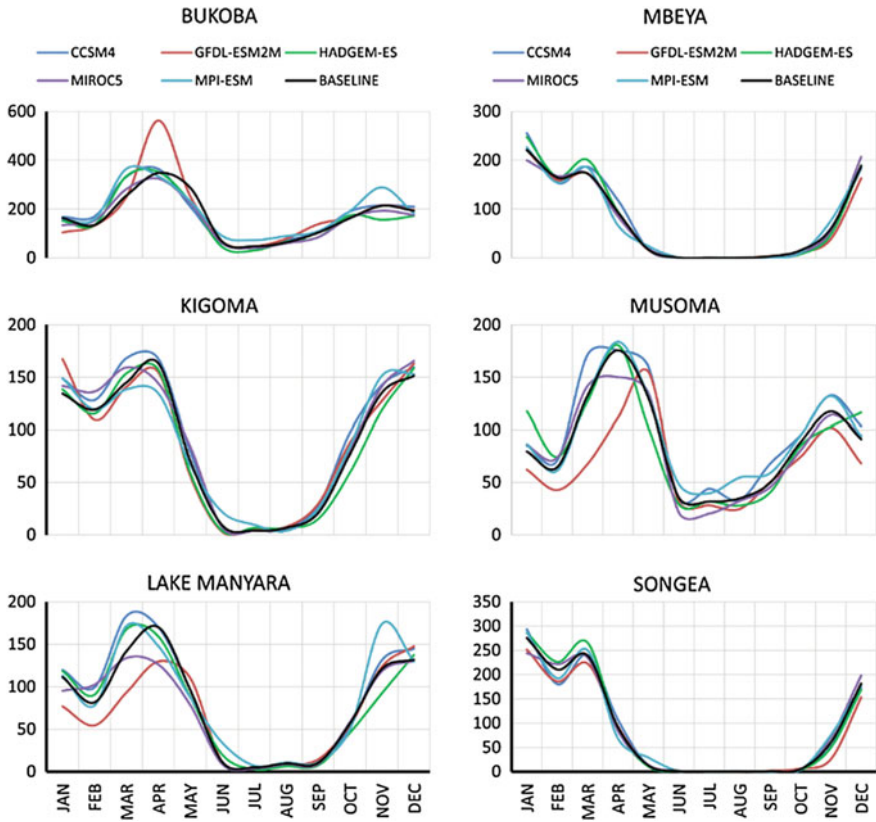 BUKOBA
CCSM4 GFDL-ESM2M HADGEM-ES
MIROC5 MPI-ESM BASELINE
600
400
200
0
MBEYA
CCSM4 GFDL-ESM2M HADGEM-ES
MIROC5 MPI-ESM BASELINE
300
200
100
0
KIGOMA
200
150
100
50
0
MUSOMA
200
150
100
50
0
LAKE MANYARA
200
150
100
50
0
JAN FEB MAR APR MAY JUN JUL AUG SEP OCT NOV DEC
SONGEA
350
300
250
200
150
100
50
0
JAN FEB MAR APR MAY JUN JUL AUG SEP OCT NOV DEC